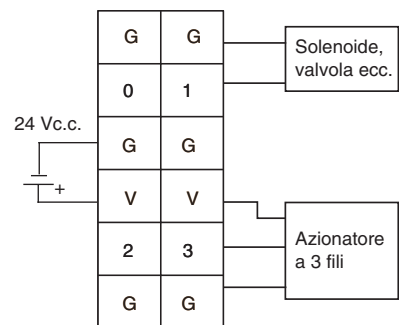 G G
Solenoide,
valvola ecc.
0 1
24 Vc.c.
G G
+
V V
2 3
Azionatore
a 3 fili
G G